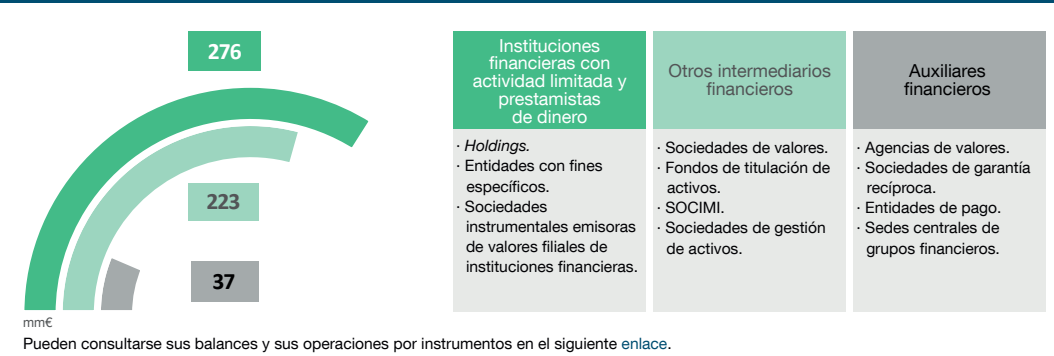 276
223
37
mm€
Instituciones
financieras con
actividad limitada y
prestamistas
de dinero
· Holdings.
· Entidades con fines
específicos.
· Sociedades
instrumentales emisoras
de valores filiales de
instituciones financieras.
Otros intermediarios
financieros
· Sociedades de valores.
· Fondos de titulación de
activos.
· SOCIMI.
· Sociedades de gestión
de activos.
Auxiliares
financieros
· Agencias de valores.
· Sociedades de garantía
recíproca.
· Entidades de pago.
· Sedes centrales de
grupos financieros.
Pueden consultarse sus balances y sus operaciones por instrumentos en el siguiente enlace.